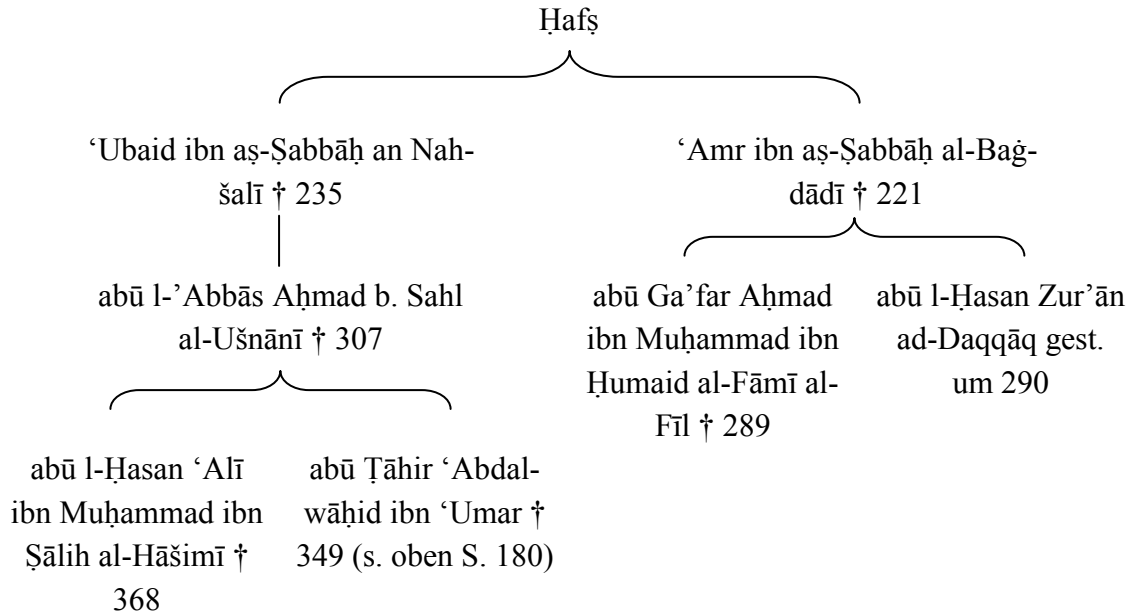 Ḥafṣ
‘Ubaid ibn aṣ-Ṣabbāḥ an Nah-
šalī † 235
‘Amr ibn aṣ-Ṣabbāḥ al-Baġ-
dādī † 221
abū l-’Abbās Aḥmad b. Sahl
al-Ušnānī † 307
abū Ga’far Aḥmad
ibn Muḥammad ibn
Ḥumaid al-Fāmī al-
Fīl † 289
abū l-Ḥasan Zur’ān
ad-Daqqāq gest.
um 290
abū l-Ḥasan ‘Alī
ibn Muḥammad ibn
Ṣāliḥ al-Hāšimī †
368
abū Ṭāhir ‘Abdal-
wāḥid ibn ‘Umar †
349 (s. oben S. 180)